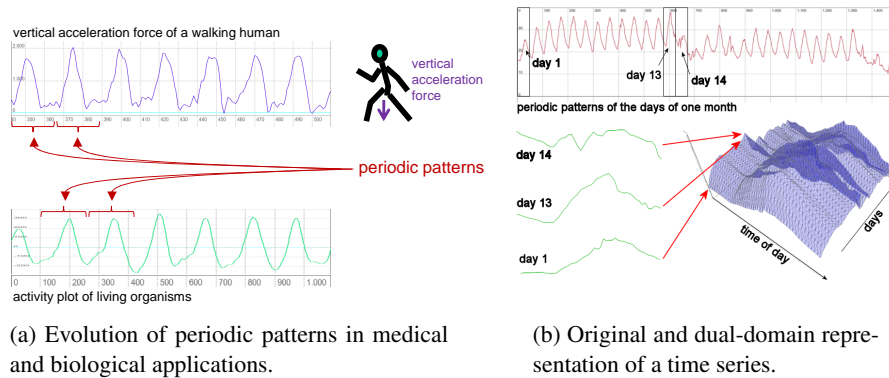 vertical acceleration force of a walking human
2.000
1.000
0
350 360 370 380 390 400 410 420 430 440 450 460 470 480 490 500
vertical
acceleration
force
periodic patterns
0 100 200 300 400 500 600 700 800 900 1.000
activity plot of living organisms
(a) Evolution of periodic patterns in medical
and biological applications.
day 1
day 13
day 14
periodic patterns of the days of one month
day 14
day 13
day 1
time of day
days
(b) Original and dual-domain repre-
sentation of a time series.